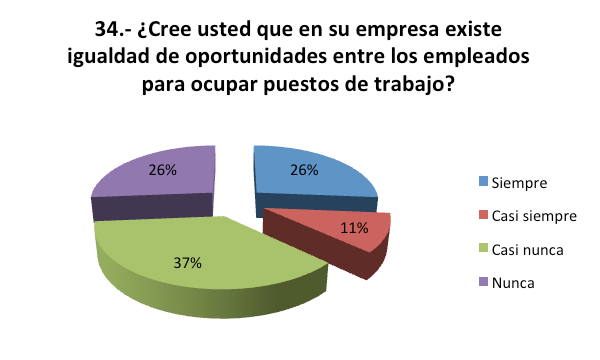 34.- ¿Cree usted que en su empresa existe
igualdad de oportunidades entre los empleados
para ocupar puestos de trabajo?
26%
26%
11%
37%
Siempre
Casi siempre
Casi nunca
Nunca